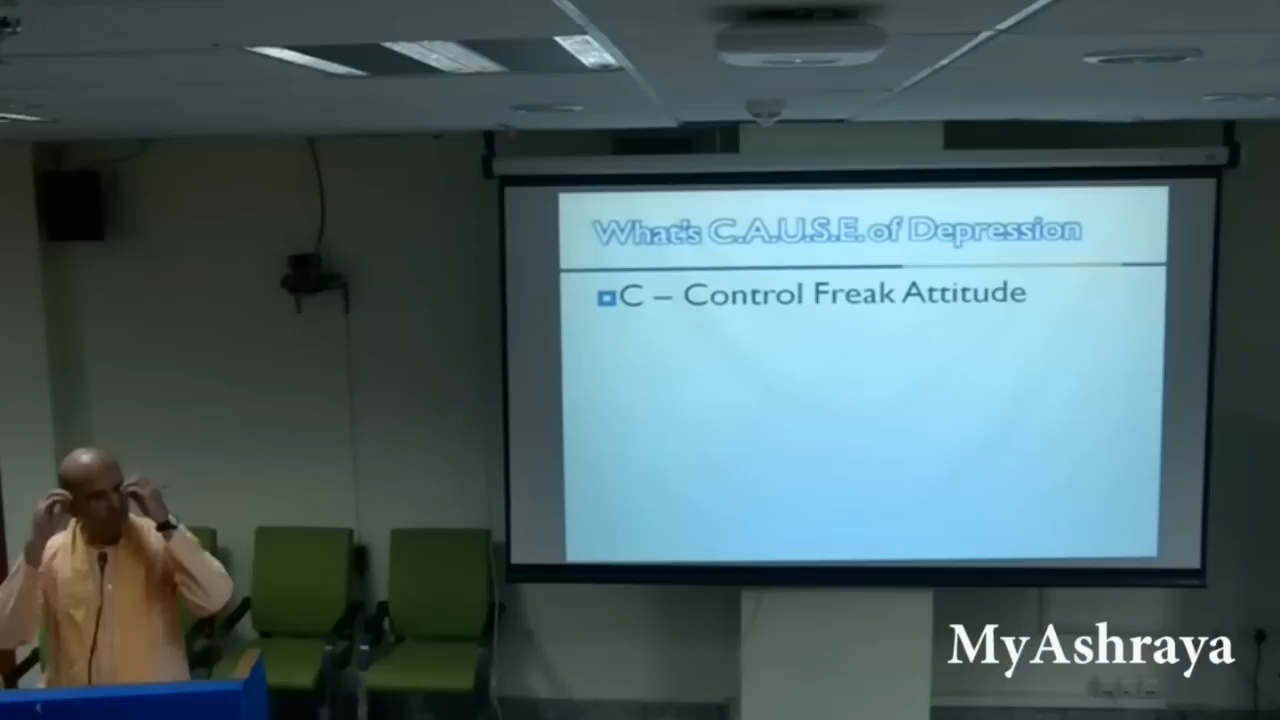 What's C.A.U.S.E. of Depression
C – Control Freak Attitude
MyAshraya